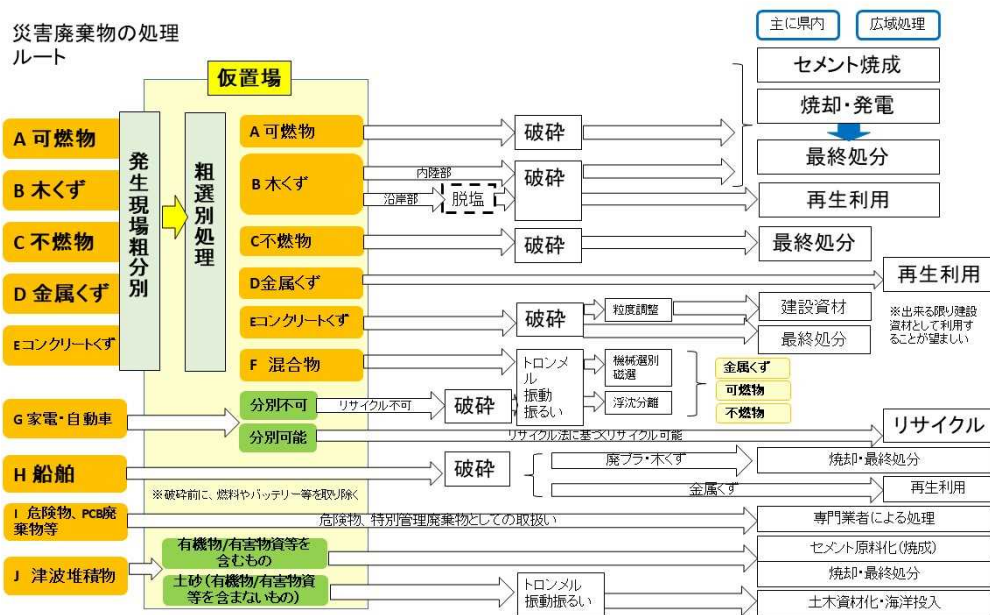 災害廃棄物の処理
ルート
主に県内
広域処理
仮置場
A 可燃物
B 木くず
C 不燃物
D 金属くず
Eコンクリートくず
発生現場粗分別
粗選別処理
A 可燃物
破砕
セメント焼成
焼却・発電
最終処分
B 木くず
内陸部
沿岸部
脱塩
破砕
再生利用
C不燃物
破砕
最終処分
D金属くず
再生利用
Eコンクリートくず
破砕
粒度調整
建設資材
最終処分
※出来る限り建設
資材として利用す
ることが望ましい
F 混合物
トロンメ
ル
振動
振るい
機械選別
磁選
浮沈分離
金属くず
可燃物
不燃物
G 家電・自動車
分別不可
リサイクル不可
破砕
分別可能
リサイクル法に基づくリサイクル可能
リサイクル
H 船舶
破砕
廃プラ・木くず
焼却・最終処分
金属くず
再生利用
※破砕前に、燃料やバッテリー等を取り除く
I 危険物、PCB廃
棄物等
危険物、特別管理廃棄物としての取扱い
専門業者による処理
J 津波堆積物
有機物/有害物資等を
含むもの
セメント原料化(焼成)
焼却・最終処分
土砂(有機物/有害物資
等を含まないもの)
トロンメル
振動振るい
土木資材化・海洋投入